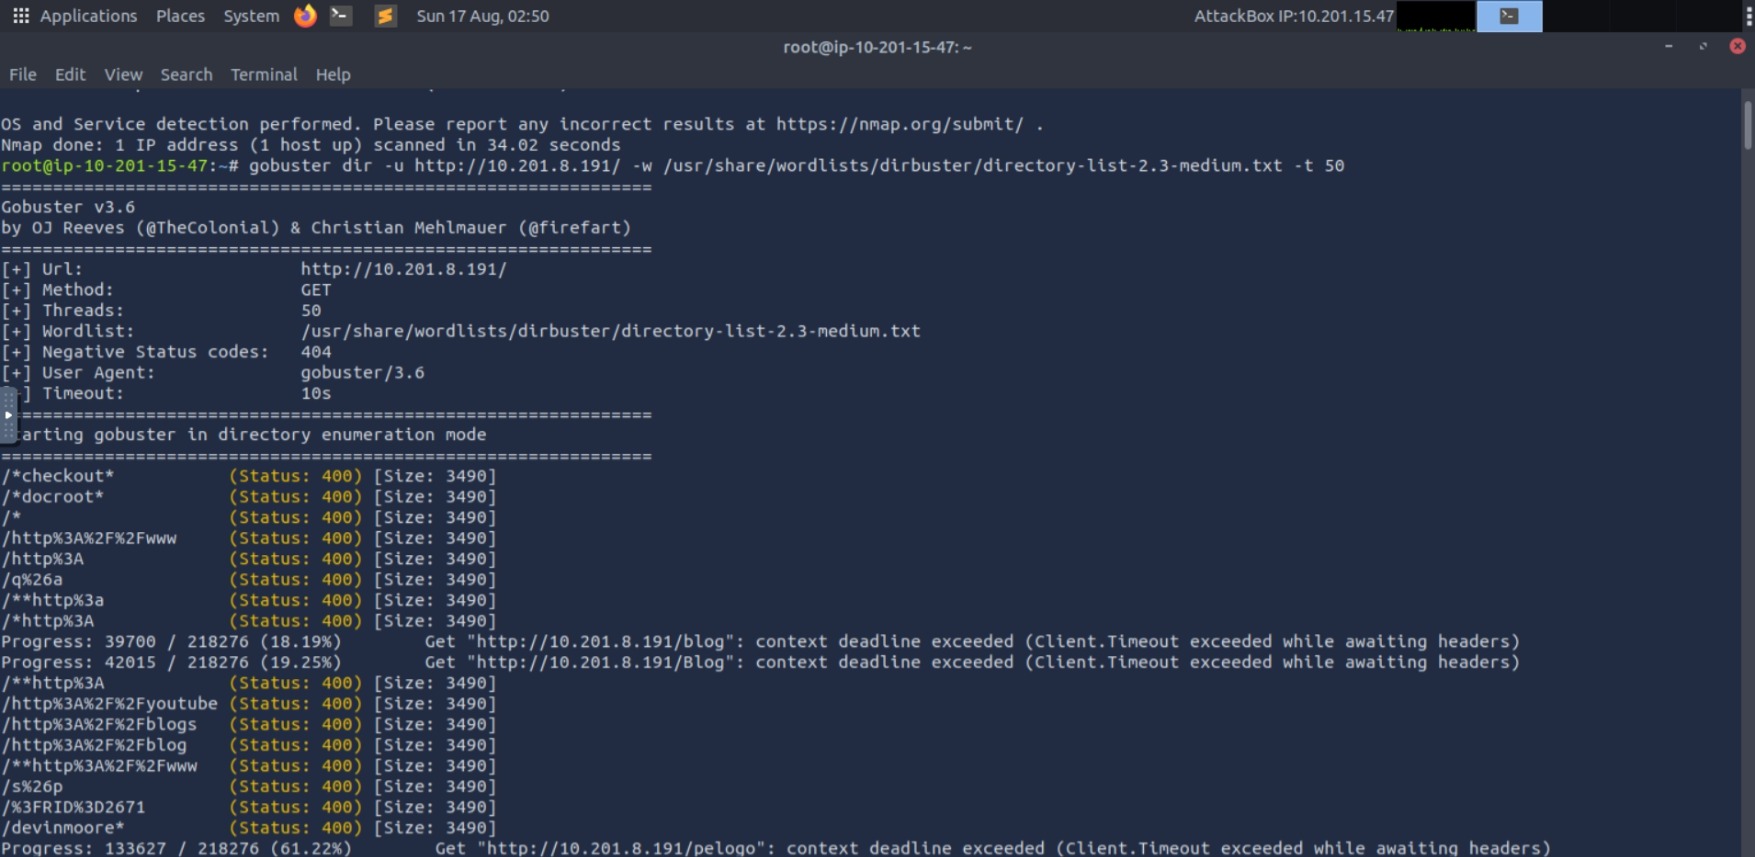 Applications Places System Sun 17 Aug, 02:50 AttackBox IP:10.201.15.47
root@ip-10-201-15-47: ~
File Edit View Search Terminal Help
OS and Service detection performed. Please report any incorrect results at https://nmap.org/submit/ .
Nmap done: 1 IP address (1 host up) scanned in 34.02 seconds
root@ip-10-201-15-47:~# gobuster dir -u http://10.201.8.191/ -w /usr/share/wordlists/dirbuster/directory-list-2.3-medium.txt -t 50
===============================================================
Gobuster v3.6
by OJ Reeves (@TheColonial) & Christian Mehlmauer (@firefart)
===============================================================
[+] Url:                     http://10.201.8.191/
[+] Method:                  GET
[+] Threads:                 50
[+] Wordlist:                /usr/share/wordlists/dirbuster/directory-list-2.3-medium.txt
[+] Negative Status codes:   404
[+] User Agent:              gobuster/3.6
] Timeout:                 10s
===============================================================
arting gobuster in directory enumeration mode
===============================================================
/*checkout*           (Status: 400) [Size: 3490]
/*docroot*            (Status: 400) [Size: 3490]
/*                    (Status: 400) [Size: 3490]
/http%3A%2F%2Fwww     (Status: 400) [Size: 3490]
/http%3A              (Status: 400) [Size: 3490]
/q%26a                (Status: 400) [Size: 3490]
/**http%3a            (Status: 400) [Size: 3490]
/*http%3A             (Status: 400) [Size: 3490]
Progress: 39700 / 218276 (18.19%)        Get "http://10.201.8.191/blog": context deadline exceeded (Client.Timeout exceeded while awaiting headers)
Progress: 42015 / 218276 (19.25%)        Get "http://10.201.8.191/Blog": context deadline exceeded (Client.Timeout exceeded while awaiting headers)
/**http%3A            (Status: 400) [Size: 3490]
/http%3A%2F%2Fyoutube (Status: 400) [Size: 3490]
/http%3A%2F%2Fblogs   (Status: 400) [Size: 3490]
/http%3A%2F%2Fblog    (Status: 400) [Size: 3490]
/**http%3A%2F%2Fwww   (Status: 400) [Size: 3490]
/s%26p                (Status: 400) [Size: 3490]
/%3FRID%3D2671        (Status: 400) [Size: 3490]
/devinmoore*          (Status: 400) [Size: 3490]
Progress: 133627 / 218276 (61.22%)        Get "http://10.201.8.191/pelogo": context deadline exceeded (Client.Timeout exceeded while awaiting headers)